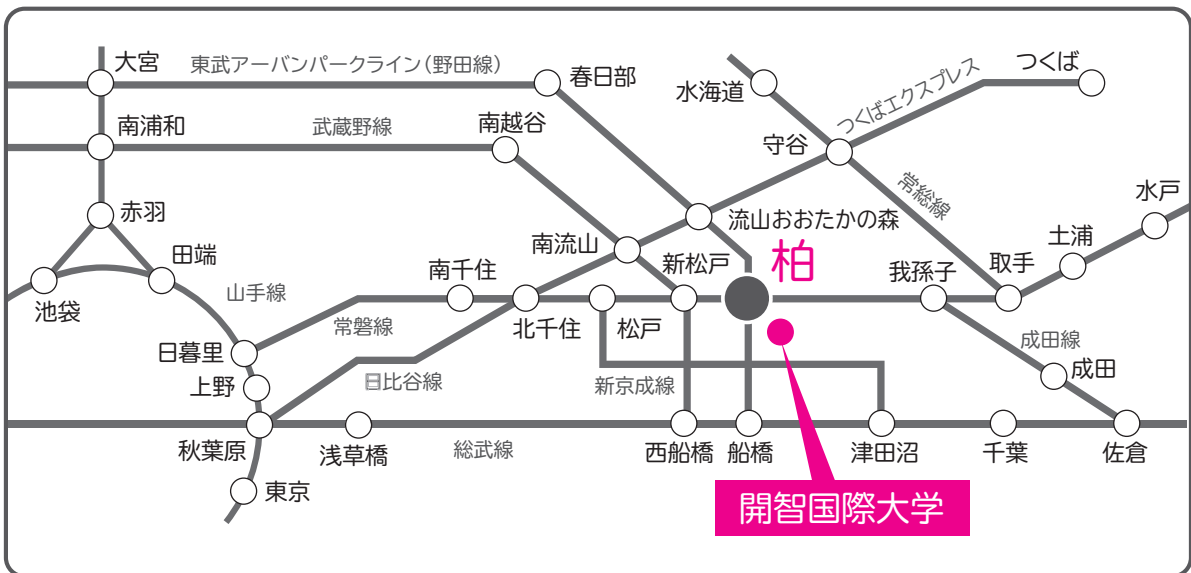 大宮
東武アーバンパークライン（野田線）
春日部
水海道
つくばエクスプレス
つくば
南浦和
武蔵野線
南越谷
守谷
常総線
水戸
赤羽
田端
南流山
流山おおたかの森
新松戸
柏
我孫子
取手
土浦
池袋
山手線
南千住
常磐線
北千住
松戸
日暮里
上野
日比谷線
新京成線
成田線
成田
秋葉原
浅草橋
総武線
西船橋
船橋
津田沼
千葉
佐倉
東京
開智国際大学